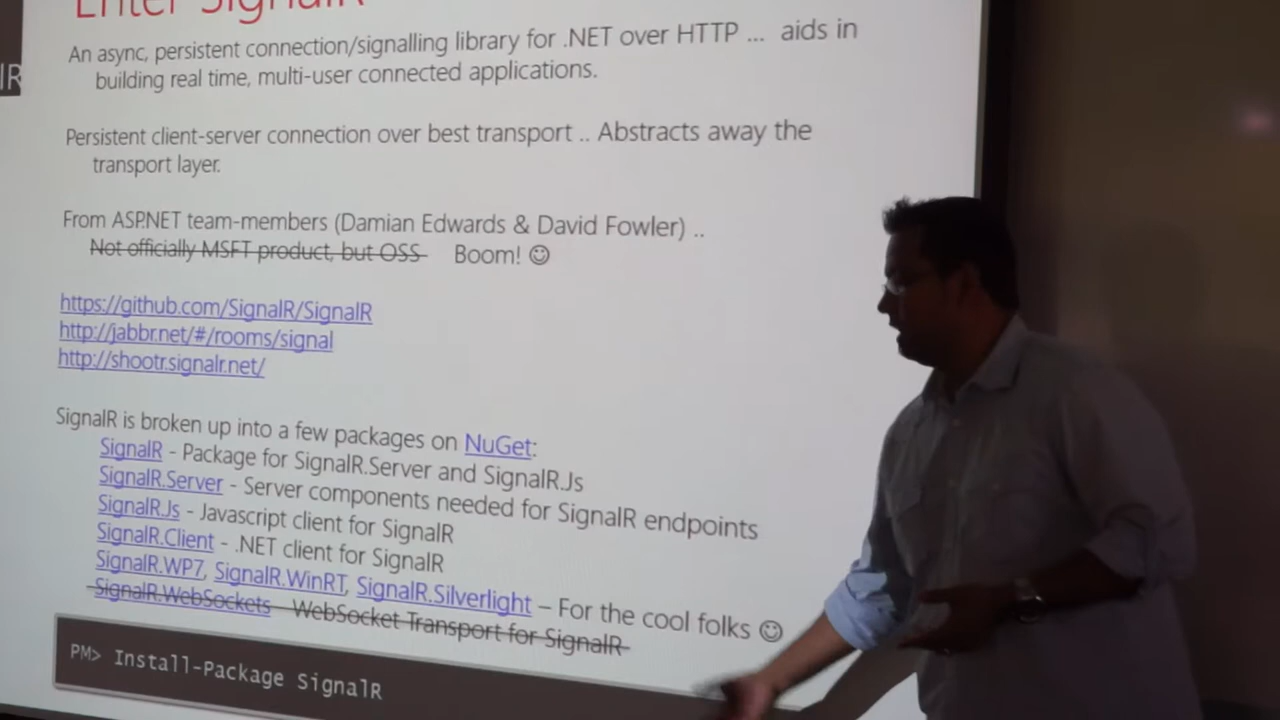 Enter SignalR
An async, persistent connection/signalling library for .NET over HTTP ... aids in
building real time, multi-user connected applications.
Persistent client-server connection over best transport .. Abstracts away the
transport layer.
From ASP.NET team-members (Damian Edwards & David Fowler) ..
Not officially MSFT product, but OSS Boom! ☺
https://github.com/SignalR/SignalR
http://jabbr.net/#/rooms/signal
http://shootr.signalr.net/
SignalR is broken up into a few packages on NuGet:
SignalR - Package for SignalR.Server and SignalR.Js
SignalR.Server - Server components needed for SignalR endpoints
SignalR.Js - Javascript client for SignalR
SignalR.Client - .NET client for SignalR
SignalR.WP7, SignalR.WinRT, SignalR.Silverlight – For the cool folks ☺
SignalR.WebSockets - WebSocket Transport for SignalR
PM> Install-Package SignalR